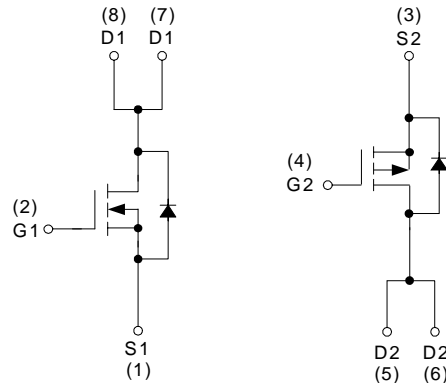 (8) (7)
D1 D1
(2)
G1
S1
(1)
(3)
S2
(4)
G2
D2 D2
(5) (6)